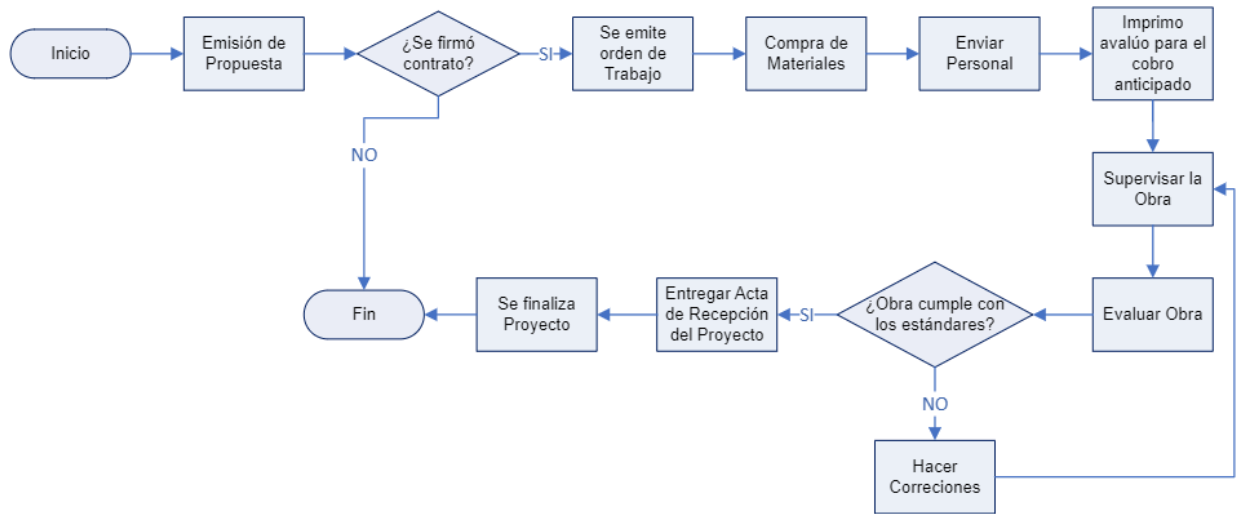 Inicio
Emisión de
Propuesta
¿Se firmó
contrato?
SI
Se emite
orden de
Trabajo
Compra de
Materiales
Enviar
Personal
Imprimo
avalúo para el
cobro
anticipado
NO
Supervisar la
Obra
Fin
Se finaliza
Proyecto
Entregar Acta
de Recepción
del Proyecto
SI
¿Obra cumple con
los estándares?
Evaluar Obra
NO
Hacer
Correciones